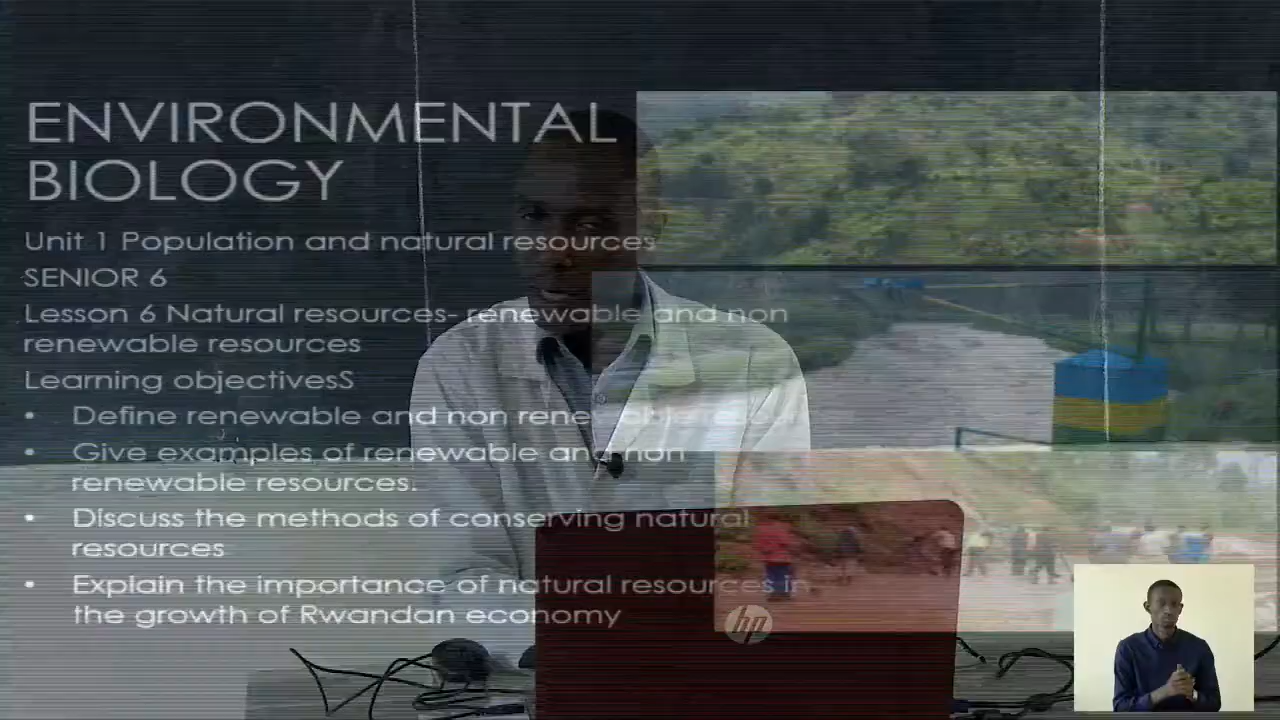 ENVIRONMENTAL
BIOLOGY
Unit 1 Population and natural resources
SENIOR 6
Lesson 6 Natural resources- renewable and non
renewable resources
Learning objectivesS
• Define renewable and non
• Give examples of renewable and non
renewable resources.
• Discuss the methods of conserving natural
resources
• Explain the importance of natural resources in
the growth of Rwandan economy
hp